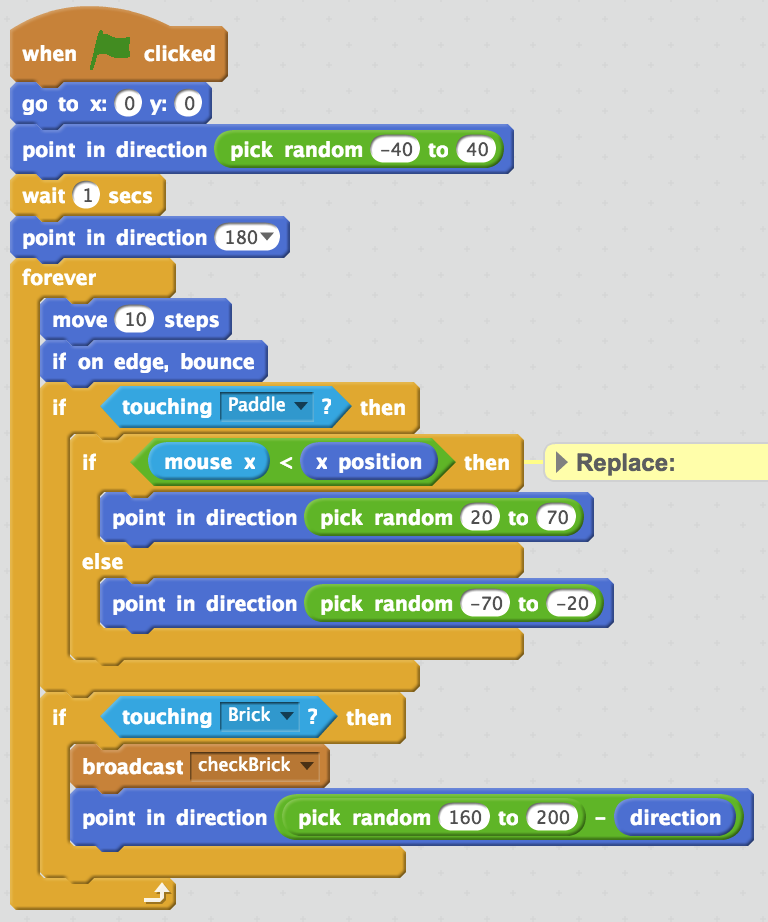 when clicked
go to x: 0 y: 0
point in direction pick random -40 to 40
wait 1 secs
point in direction 180
forever
move 10 steps
if on edge, bounce
if touching Paddle ? then
if mouse x < x position then Replace:
point in direction pick random 20 to 70
else
point in direction pick random -70 to -20
if touching Brick ? then
broadcast checkBrick
point in direction pick random 160 to 200 - direction